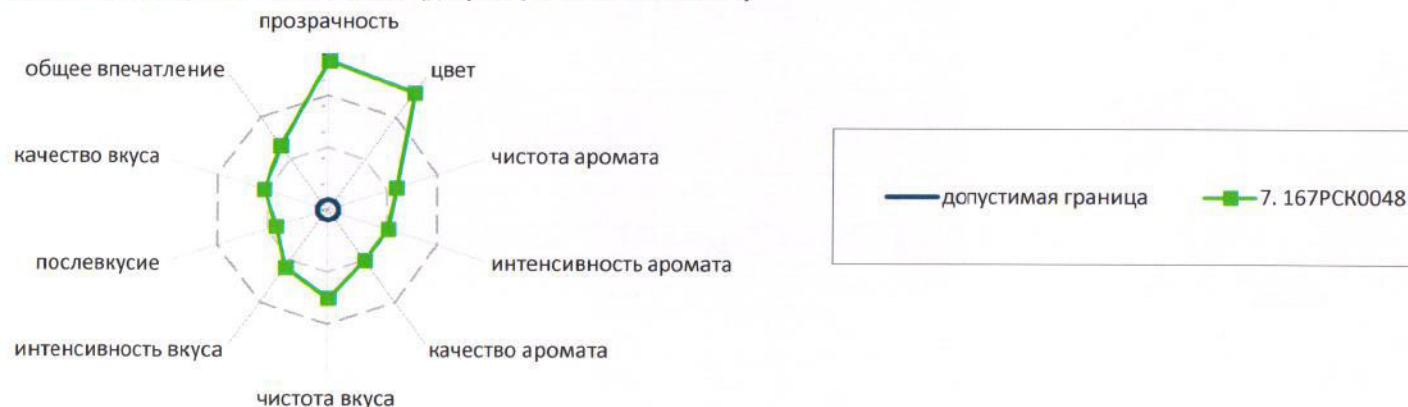 прозрачность
общее впечатление
цвет
качество вкуса
чистота аромата
допустимая граница
7. 167РСК0048
послевкусие
интенсивность аромата
интенсивность вкуса
качество аромата
чистота вкуса